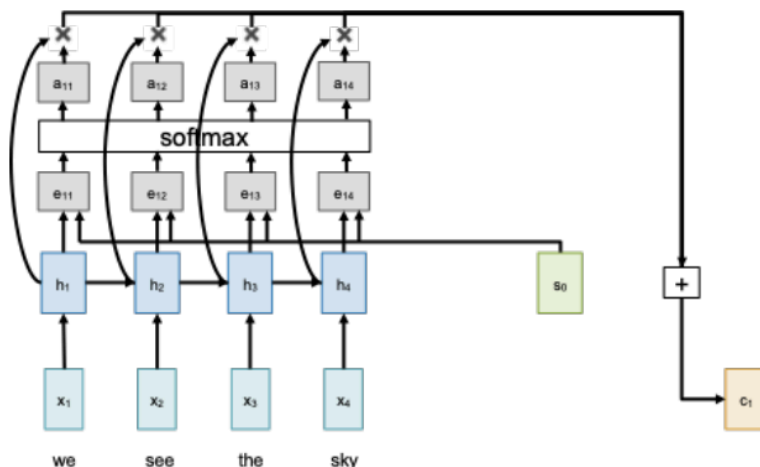 a₁₁ a₁₂ a₁₃ a₁₄
softmax
e₁₁ e₁₂ e₁₃ e₁₄
h₁ h₂ h₃ h₄ s₀ +
x₁ x₂ x₃ x₄ c₁
we see the sky